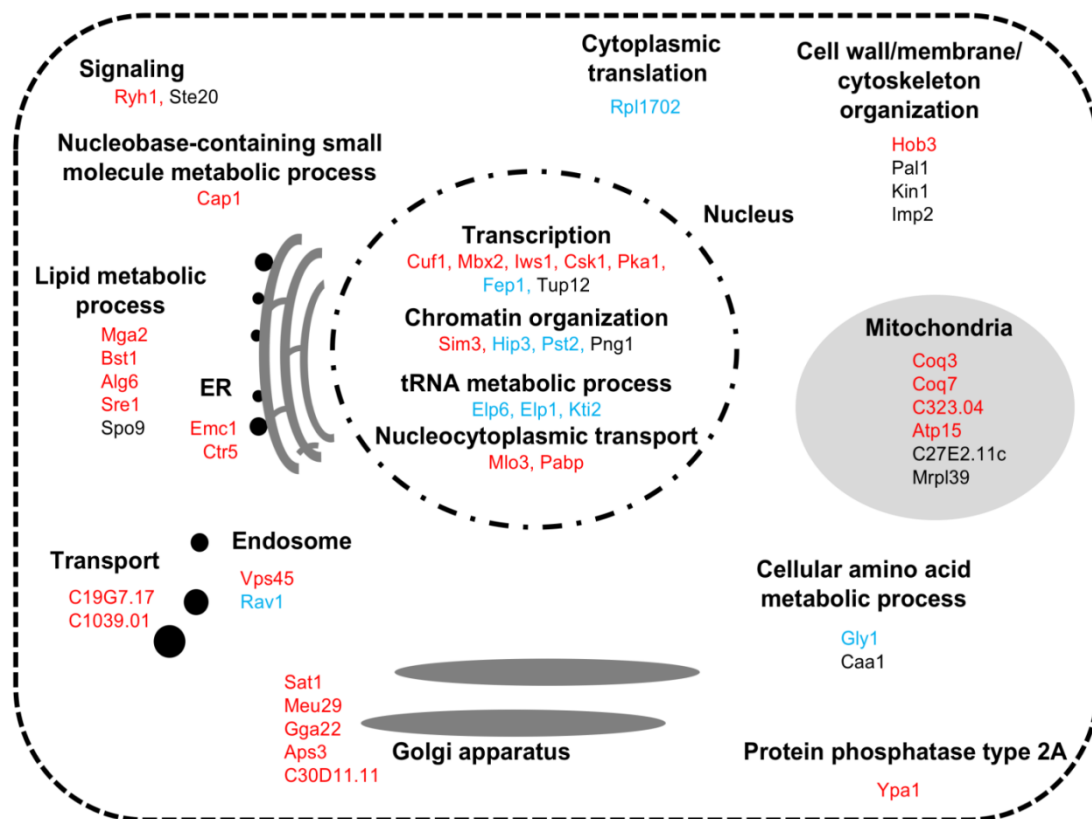 Signaling
Ryh1, Ste20
Cytoplasmic
translation
Rpl1702
Cell wall/membrane/
cytoskeleton
organization
Hob3
Pal1
Kin1
Imp2
Nucleobase-containing small
molecule metabolic process
Cap1
Nucleus
Transcription
Cuf1, Mbx2, Iws1, Csk1, Pka1,
Fep1, Tup12
Chromatin organization
Sim3, Hip3, Pst2, Png1
tRNA metabolic process
Elp6, Elp1, Kti2
Nucleocytoplasmic transport
Mlo3, Pabp
Lipid metabolic
process
Mga2
Bst1
Alg6
Sre1
Spo9
ER
Emc1
Ctr5
Mitochondria
Coq3
Coq7
C323.04
Atp15
C27E2.11c
Mrpl39
Transport
C19G7.17
C1039.01
Endosome
Vps45
Rav1
Cellular amino acid
metabolic process
Gly1
Caa1
Sat1
Meu29
Gga22
Aps3
C30D11.11
Golgi apparatus
Protein phosphatase type 2A
Ypa1